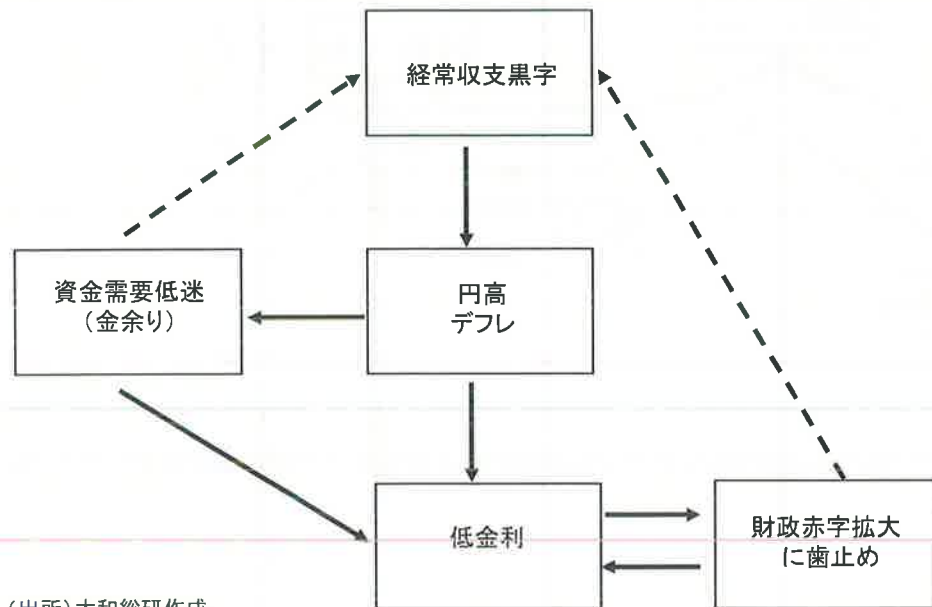 経常収支黒字
資金需要低迷
(金余り)
円高
デフレ
低金利
財政赤字拡大
に歯止め
(出所)大和総研作成